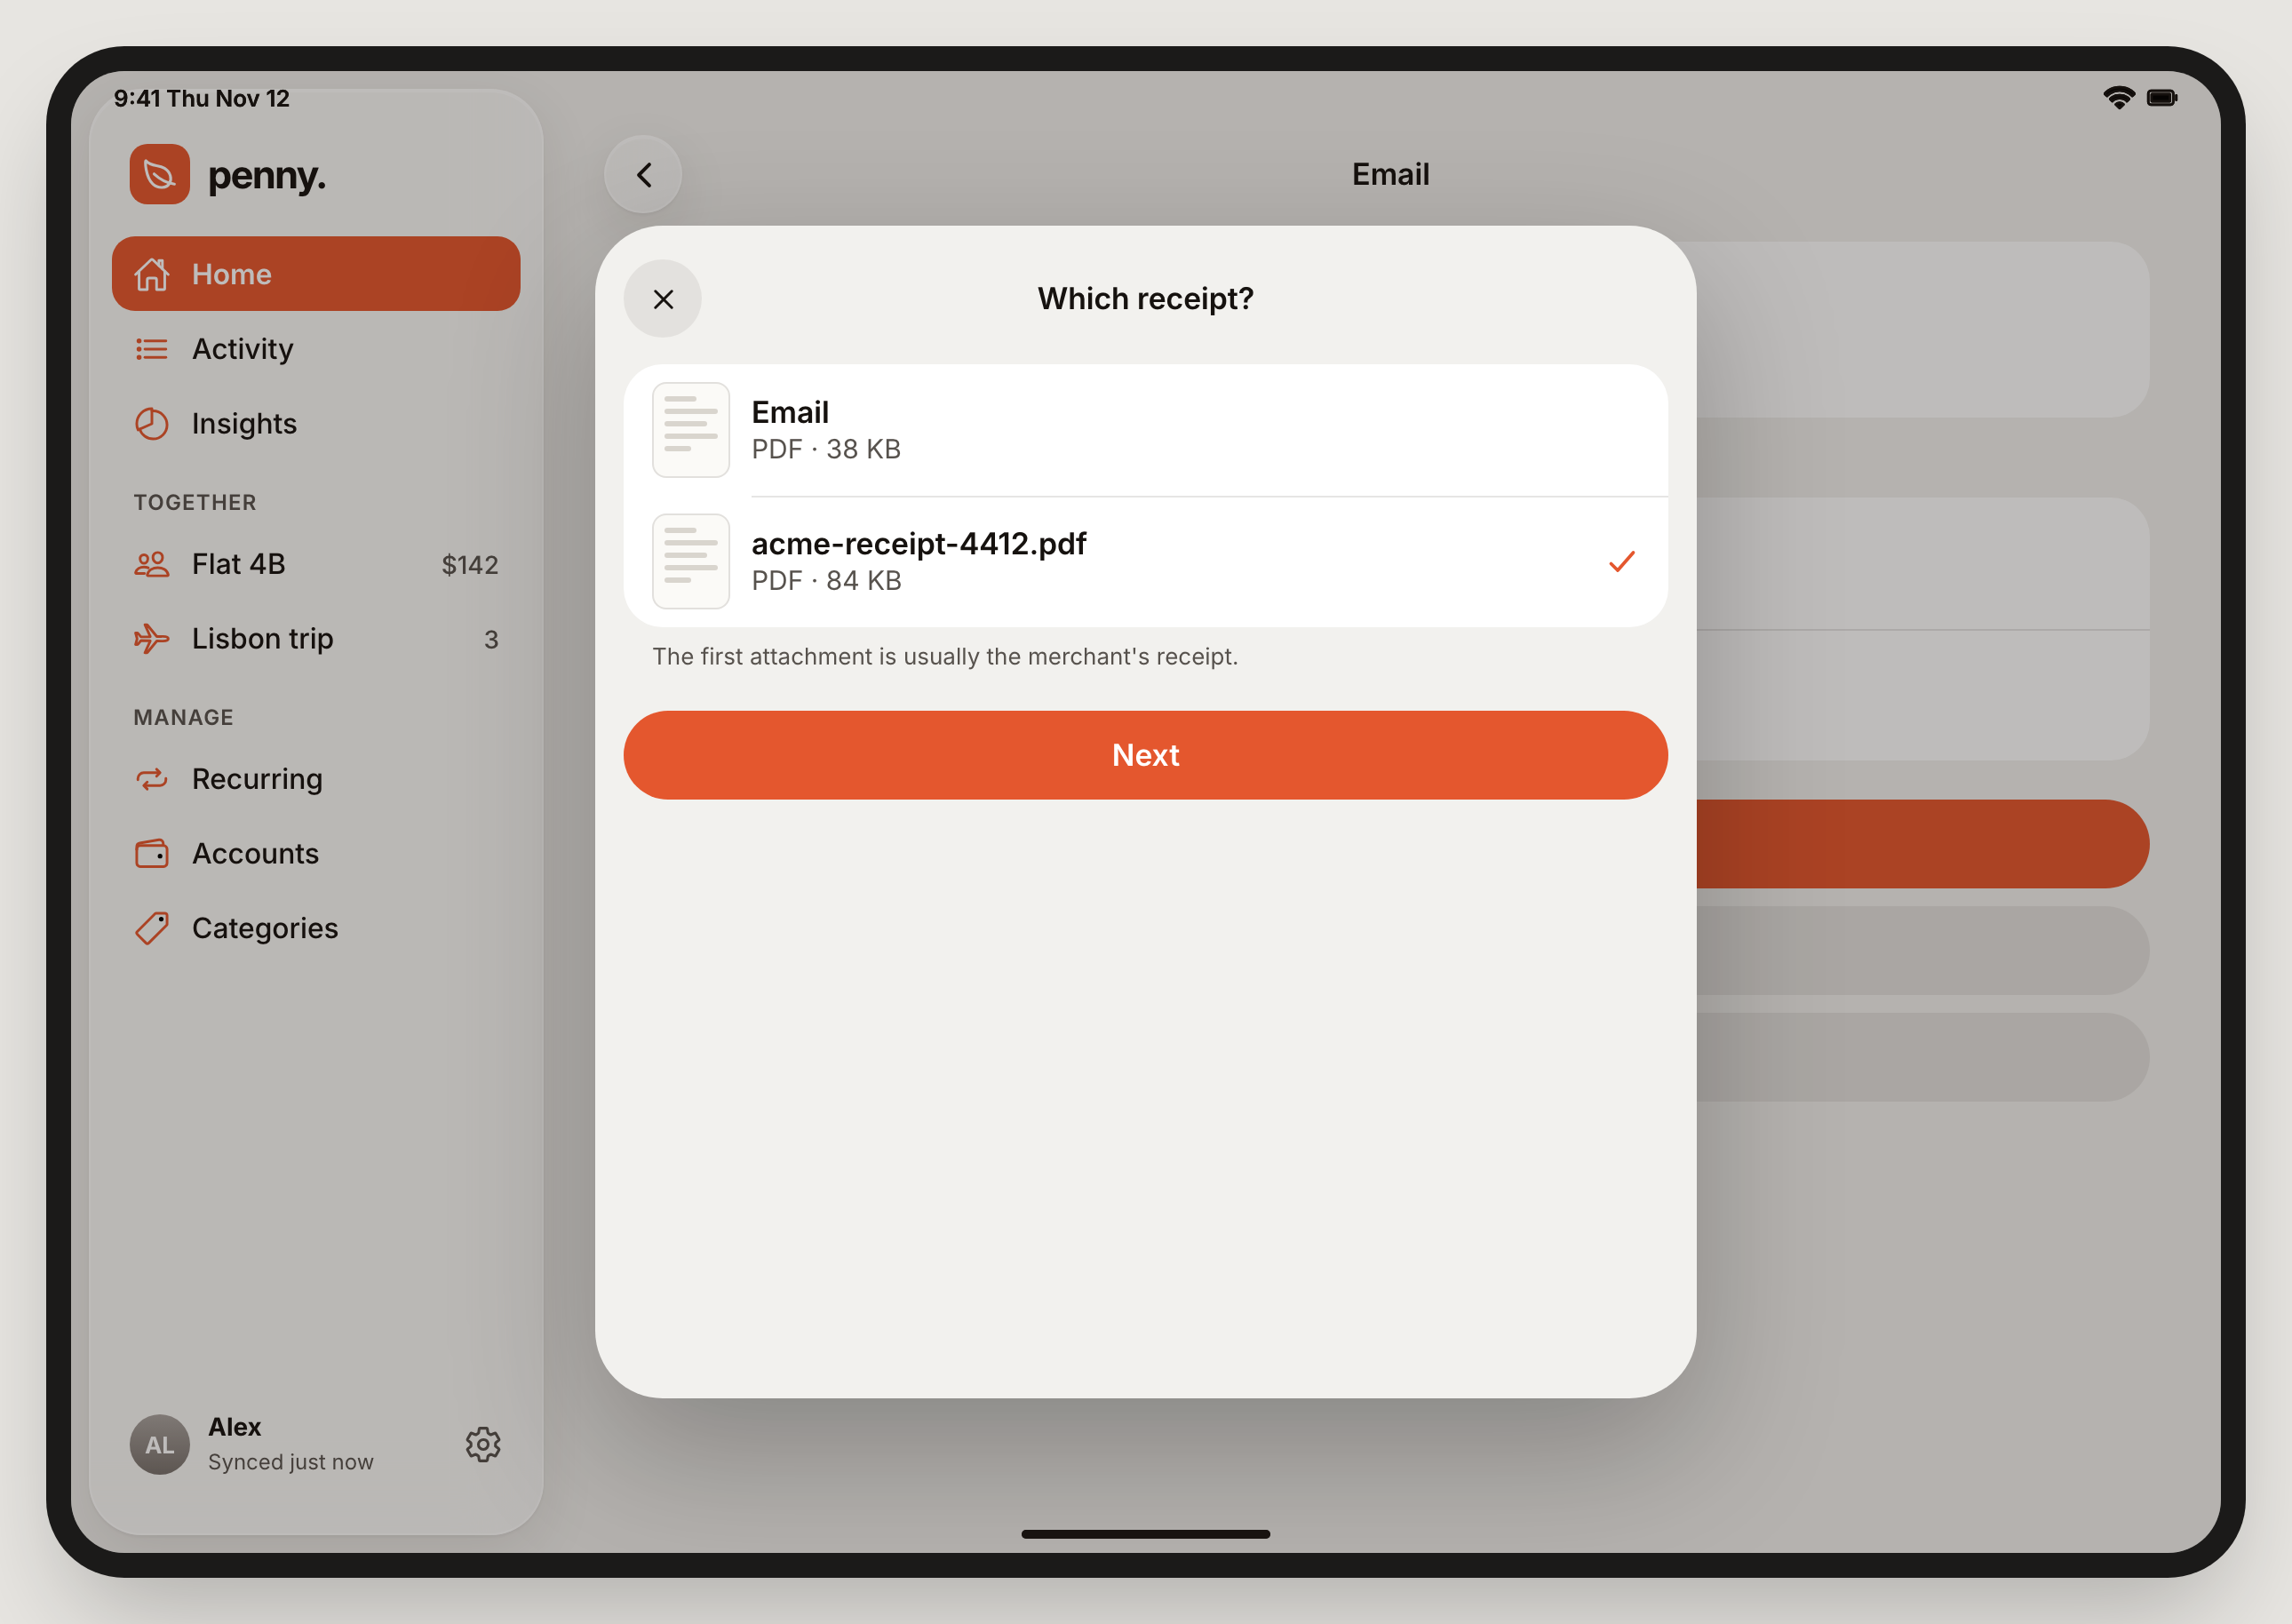 9:41 Thu Nov 12
penny.
Home
Activity
Insights
TOGETHER
Flat 4B $142
Lisbon trip 3
MANAGE
Recurring
Accounts
Categories
AL
Alex
Synced just now
Email
Which receipt?
Email
PDF · 38 KB
acme-receipt-4412.pdf
PDF · 84 KB
The first attachment is usually the merchant's receipt.
Next